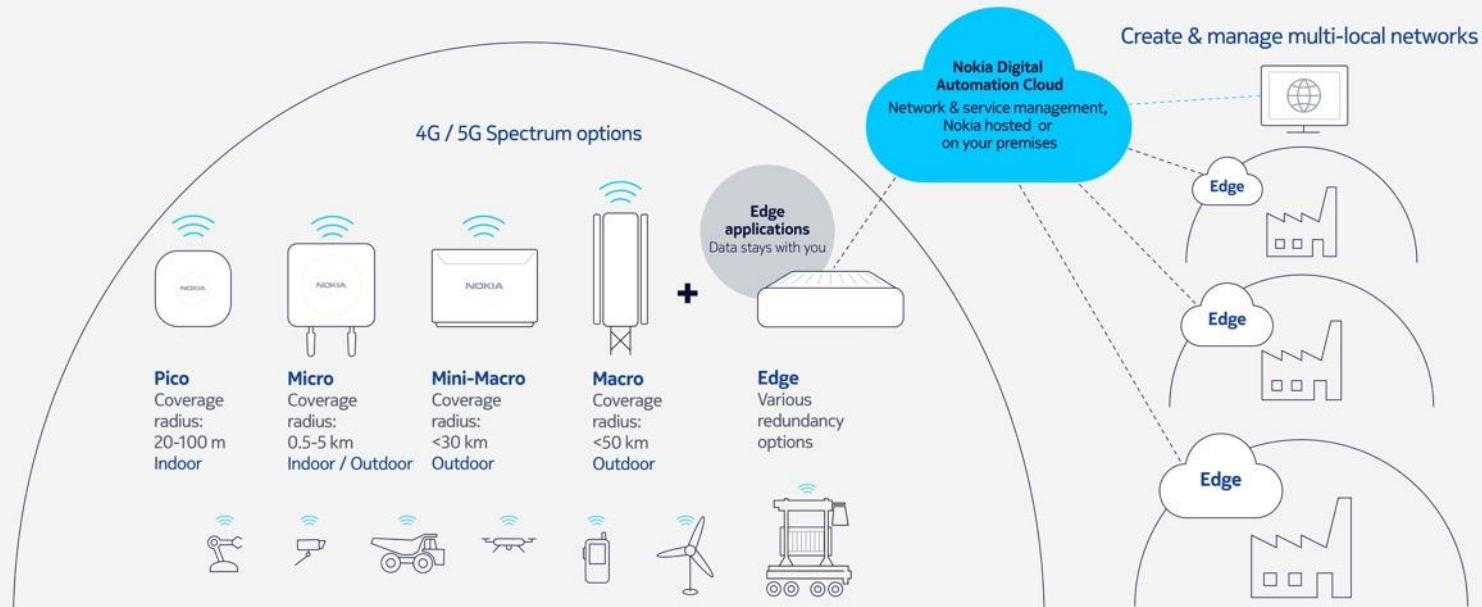 Create & manage multi-local networks
Nokia Digital
Automation Cloud
Network & service management,
Nokia hosted or
on your premises
4G / 5G Spectrum options
Edge
applications
Data stays with you
NOKIA
NOKIA
NOKIA
+
Pico
Coverage
radius:
20-100 m
Indoor
Micro
Coverage
radius:
0.5-5 km
Indoor / Outdoor
Mini-Macro
Coverage
radius:
<30 km
Outdoor
Macro
Coverage
radius:
<50 km
Outdoor
Edge
Various
redundancy
options
Edge
Edge
Edge